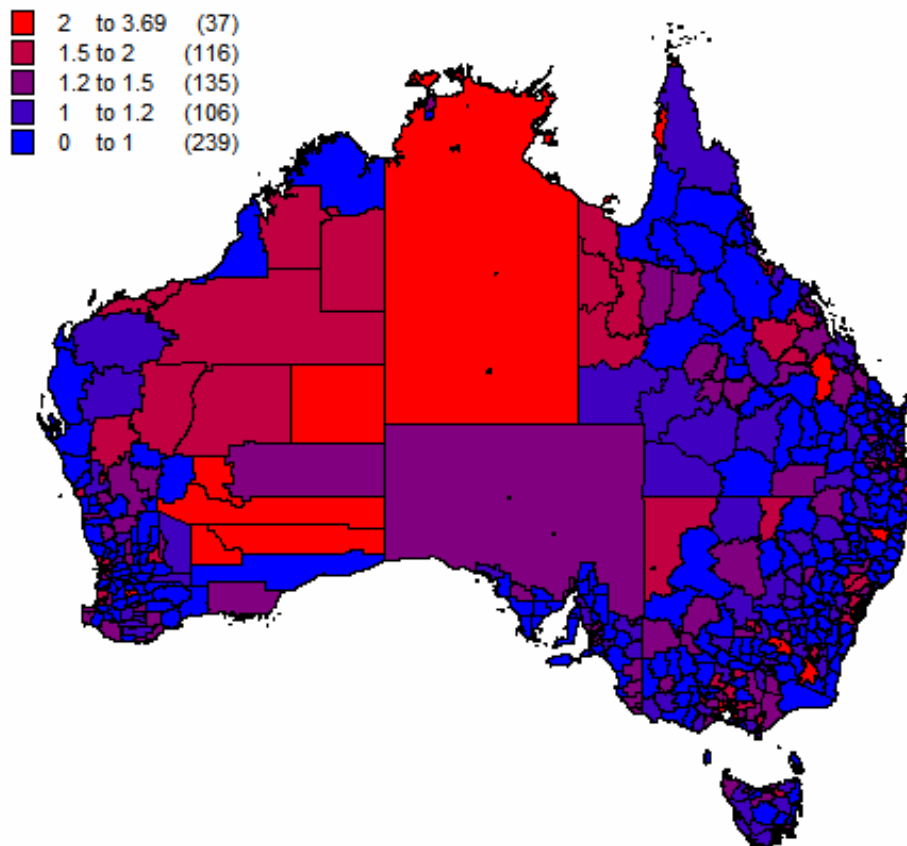 2 to 3.69 (37)
1.5 to 2 (116)
1.2 to 1.5 (135)
1 to 1.2 (106)
0 to 1 (239)